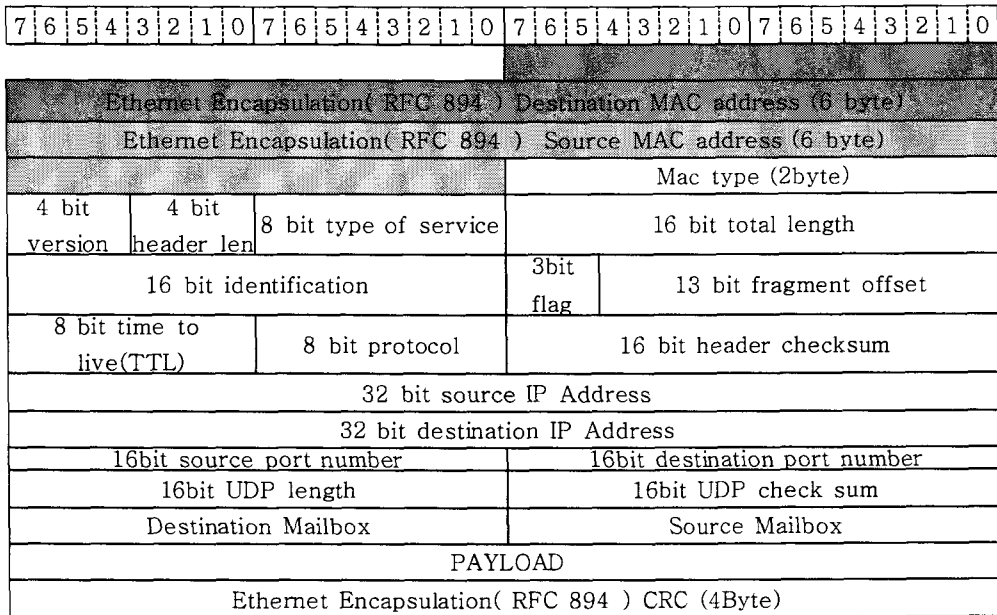 7 6 5 4 3 2 1 0 7 6 5 4 3 2 1 0 7 6 5 4 3 2 1 0 7 6 5 4 3 2 1 0
Ethernet Encapsulation( RFC 894 ) Destination MAC address (6 byte)
Ethernet Encapsulation( RFC 894 ) Source MAC address (6 byte)
Mac type (2byte)
4 bit
version
4 bit
header len
8 bit type of service
16 bit total length
16 bit identification
3bit
flag
13 bit fragment offset
8 bit time to
live(TTL)
8 bit protocol
16 bit header checksum
32 bit source IP Address
32 bit destination IP Address
16bit source port number
16bit destination port number
16bit UDP length
16bit UDP check sum
Destination Mailbox
Source Mailbox
PAYLOAD
Ethernet Encapsulation( RFC 894 ) CRC (4Byte)